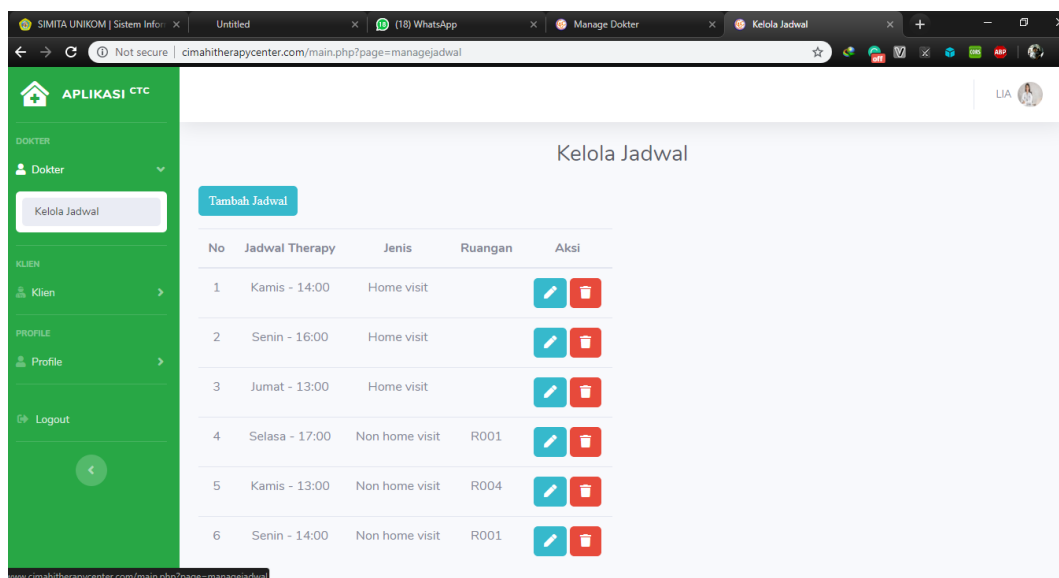 SIMITA UNIKOM | Sistem Inforr
Untitled
(18) WhatsApp
Manage Dokter
Kelola Jadwal
Not secure
cimahitherapycenter.com/main.php?page=managejadwal
off
CMS
ABP
APLIKASI CTC
LIA
DOKTER
Dokter
Kelola Jadwal
KLIEN
Klien
PROFILE
Profile
Logout
Kelola Jadwal
Tambah Jadwal
No Jadwal Therapy Jenis Ruangan Aksi
1 Kamis - 14:00 Home visit
2 Senin - 16:00 Home visit
3 Jumat - 13:00 Home visit
4 Selasa - 17:00 Non home visit R001
5 Kamis - 13:00 Non home visit R004
6 Senin - 14:00 Non home visit R001
www.cimahitherapycenter.com/main.php?page=managejadwal